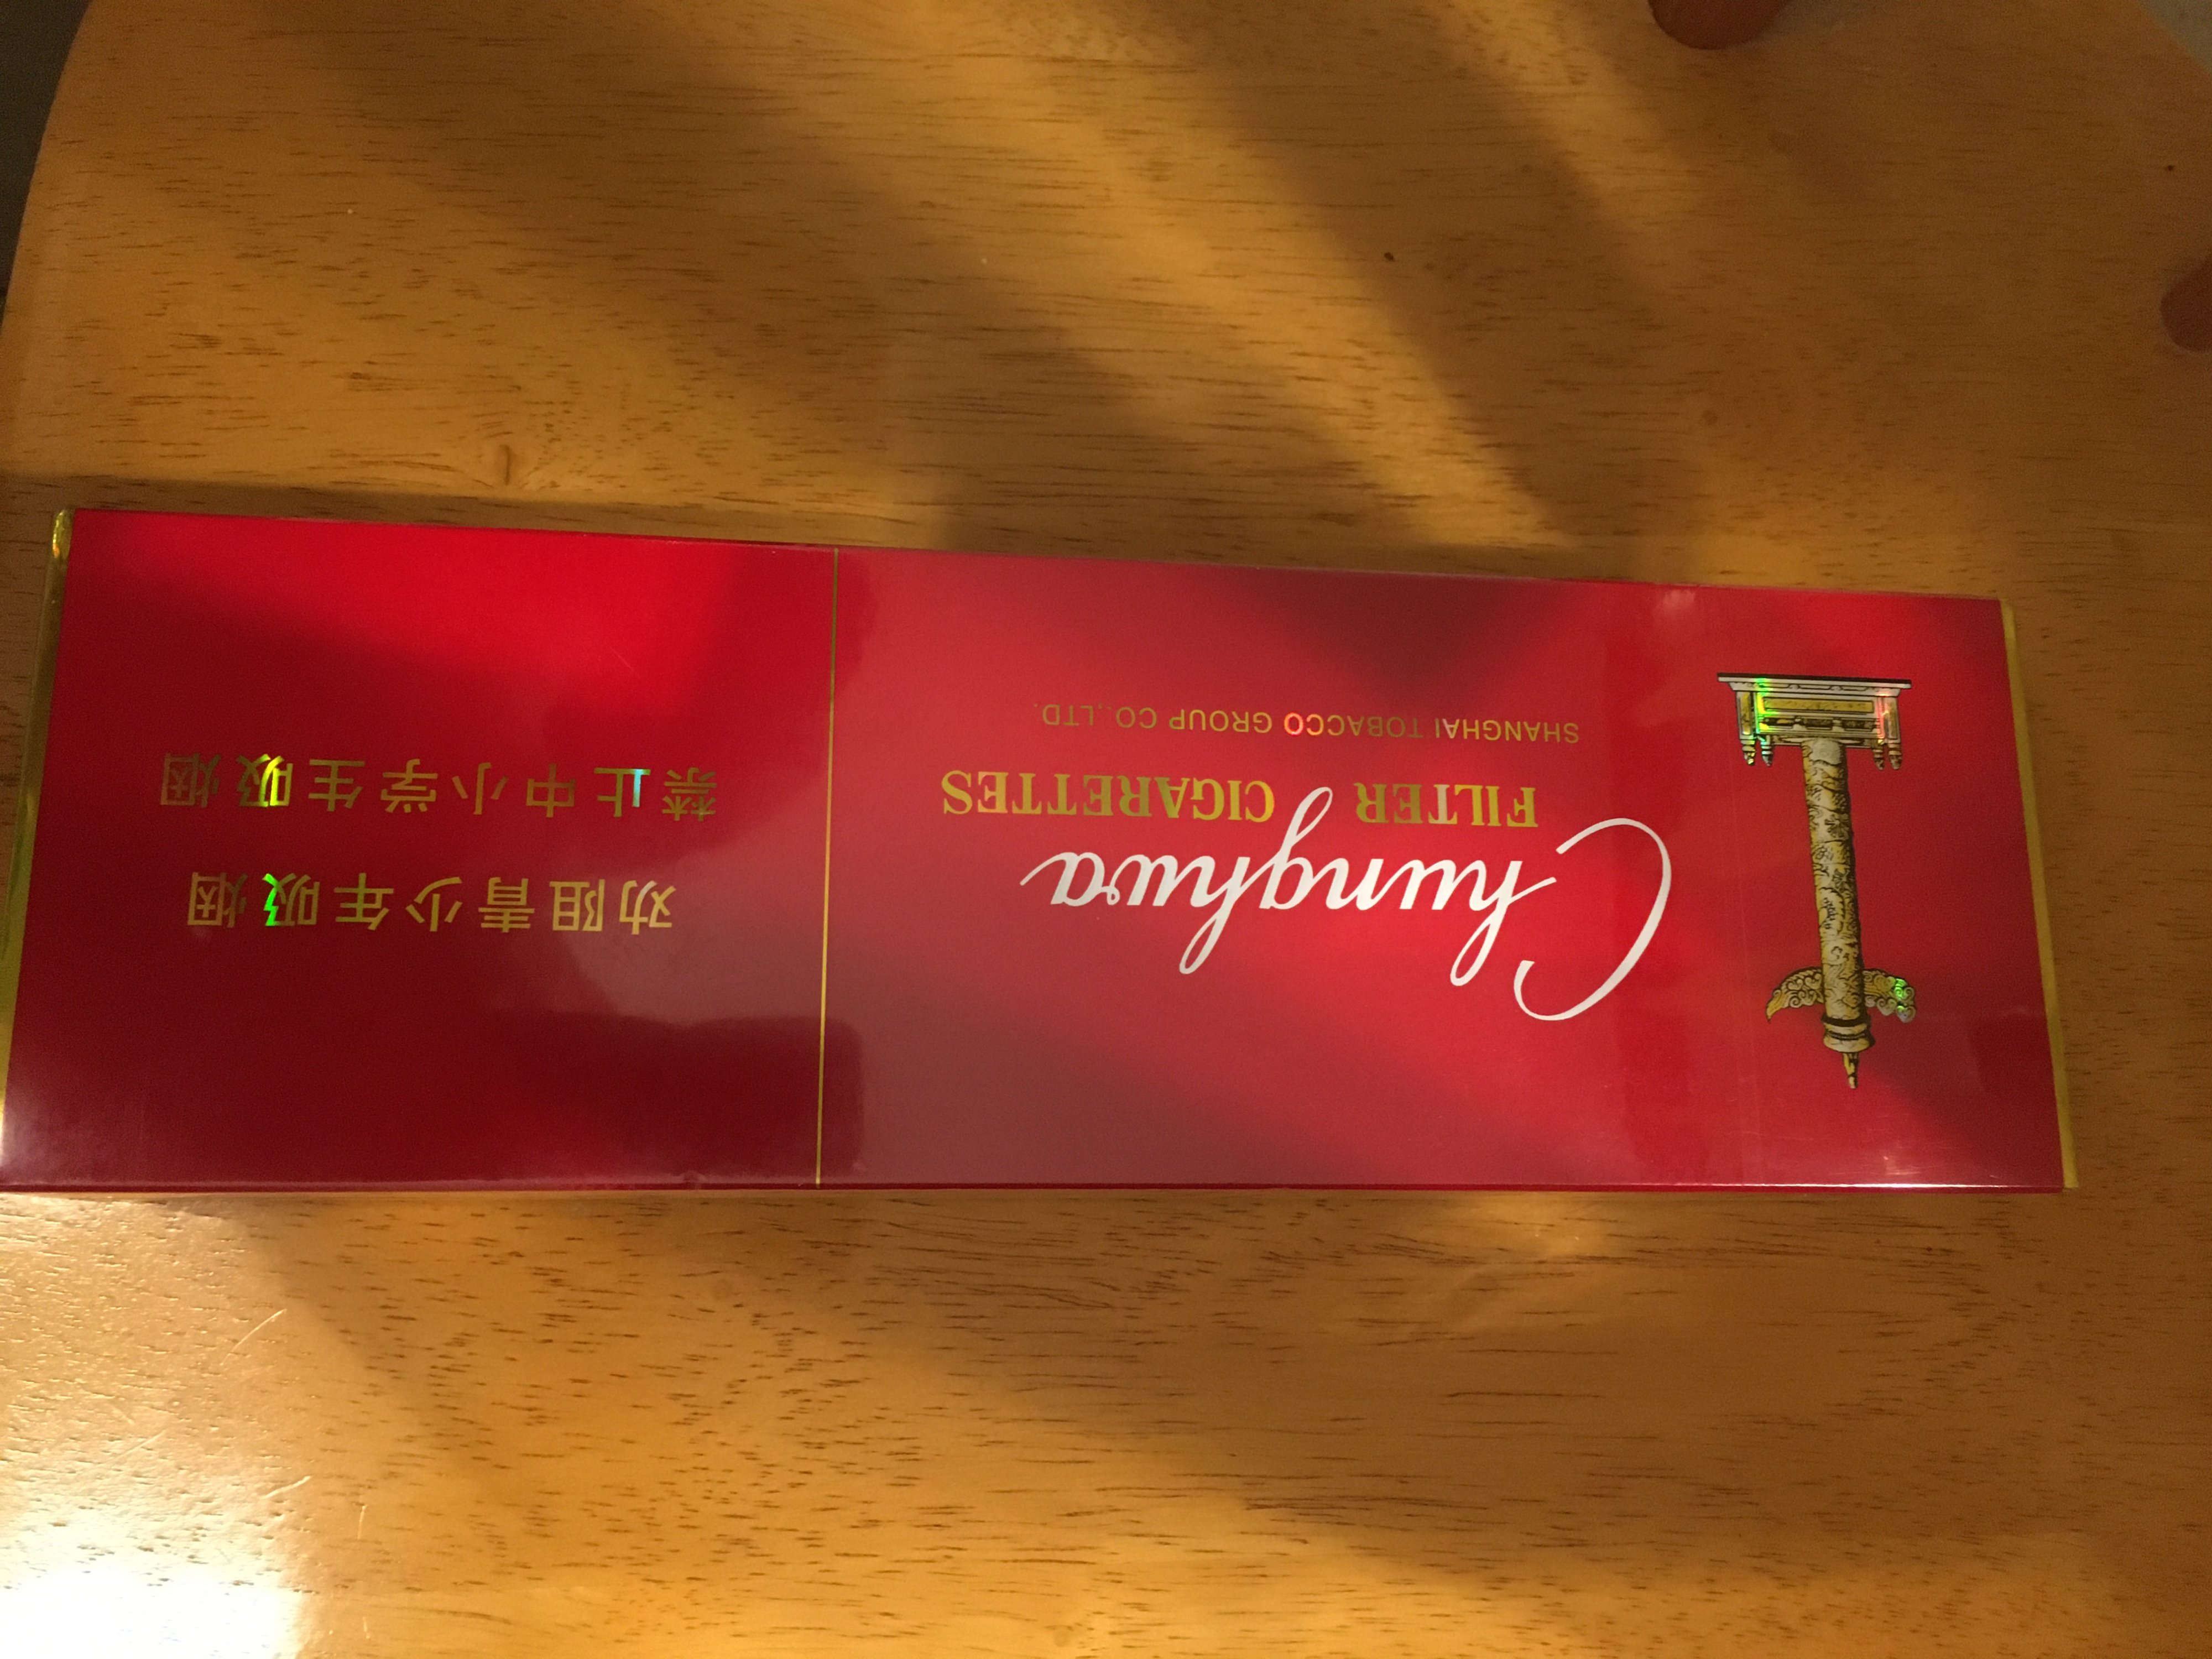 Chunghwa
FILTER CIGARETTES
SHANGHAI TOBACCO GROUP CO.,LTD.
劝阻青少年吸烟
禁止中小学生吸烟